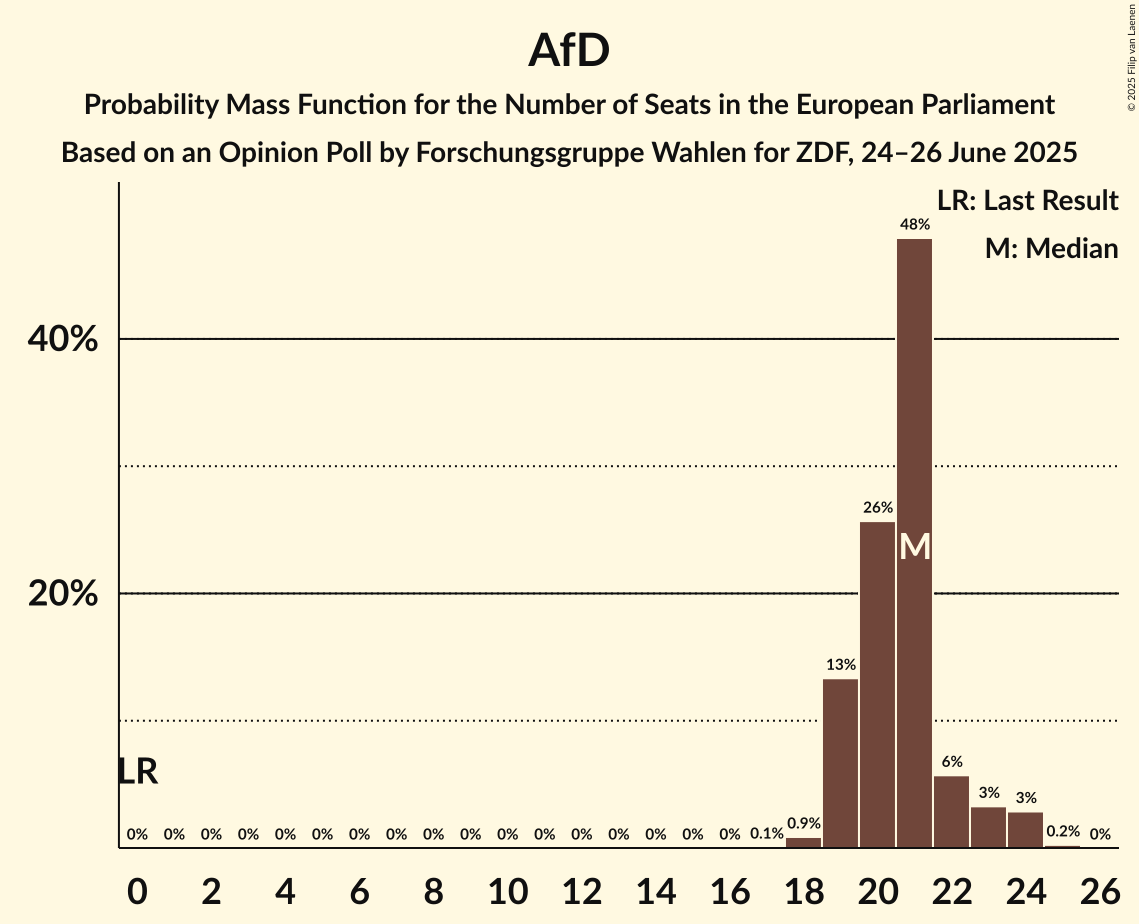 AfD
Probability Mass Function for the Number of Seats in the European Parliament
Based on an Opinion Poll by Forschungsgruppe Wahlen for ZDF, 24–26 June 2025
© 2025 Filip van Laenen
LR: Last Result
M: Median
48%
40%
26%
M
20%
13%
LR
6%
3%
3%
0% 0% 0% 0% 0% 0% 0% 0% 0% 0% 0% 0% 0% 0% 0% 0% 0% 0.1% 0.9% 0.2% 0%
0 2 4 6 8 10 12 14 16 18 20 22 24 26